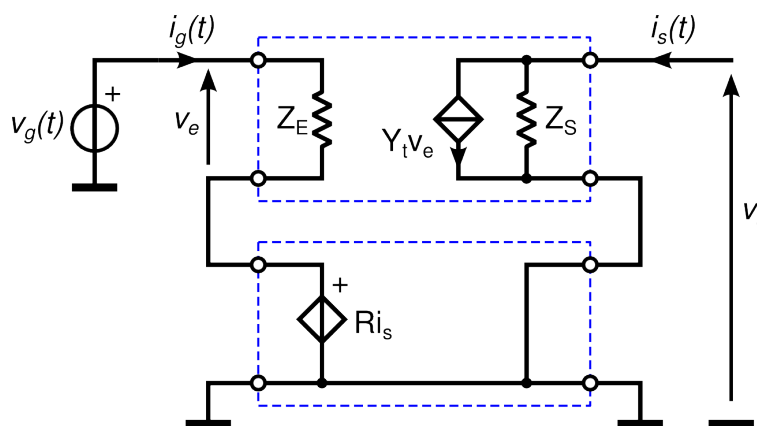 i_g(t)
i_s(t)
+
v_g(t)
v_e
Z_E
Y_tv_e
Z_S
v
+
Ri_s